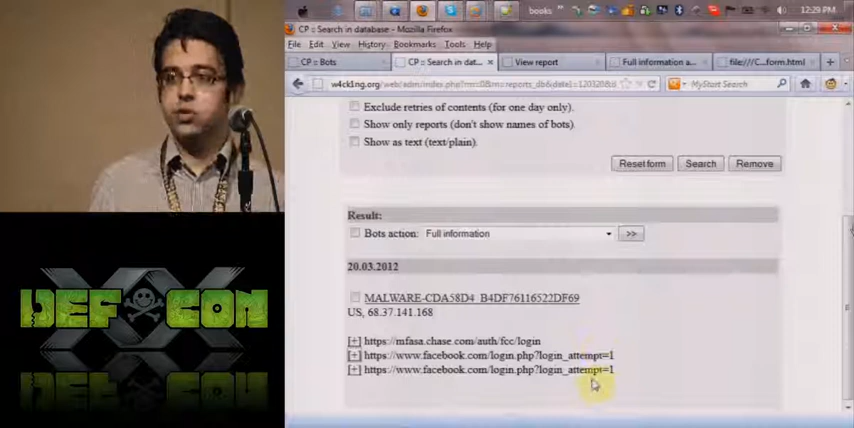 books
12:29 PM
CP :: Search in database - Mozilla Firefox
File Edit View History Bookmarks Tools Help
CP :: Bots
CP :: Search in dat...
View report
Full information a...
file:///C...form.html
MyStart Search
Exclude retries of contents (for one day only).
Show only reports (don't show names of bots).
Show as text (text/plain).
Reset form Search Remove
Result:
Bots action: Full information >>
20.03.2012
MALWARE-CDA58D4_B4DF76116522DF69
US, 68.37.141.168
[+] https://mfasa.chase.com/auth/fcc/login
[+] https://www.facebook.com/login.php?login_attempt=1
[+] https://www.facebook.com/login.php?login_attempt=1
DEF CON
XX